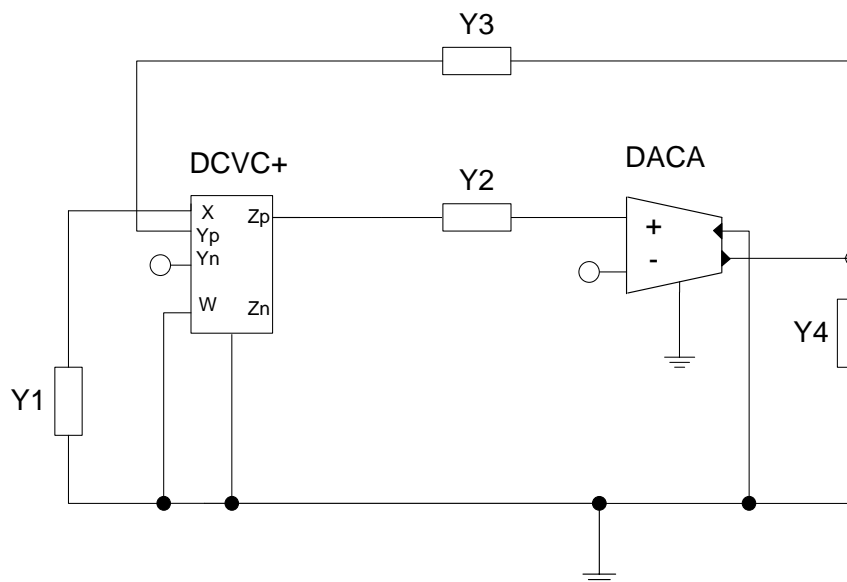 Y3
DCVC+
DACA
Y2
X
Zp
Yp
Yn
+
-
W
Zn
Y4
Y1